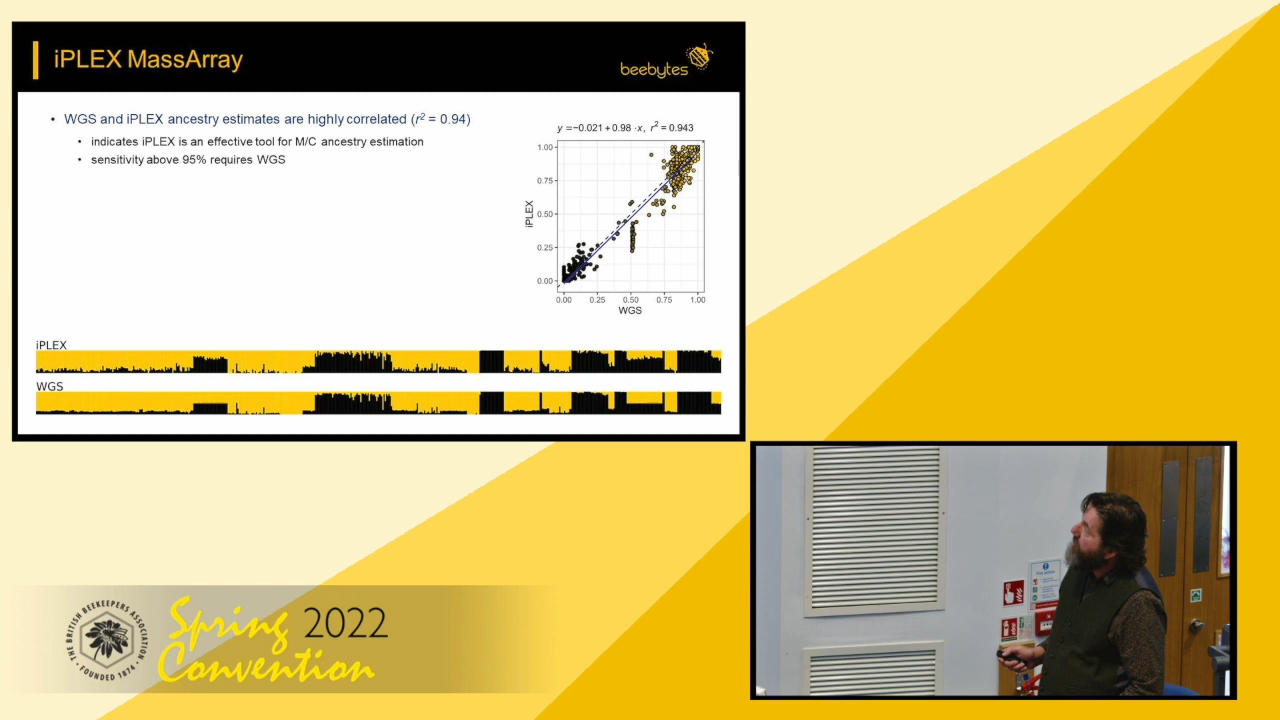 iPLEX MassArray
beebytes
• WGS and iPLEX ancestry estimates are highly correlated (r² = 0.94)
• indicates iPLEX is an effective tool for M/C ancestry estimation
• sensitivity above 95% requires WGS
y =−0.021 + 0.98 ·x, r² = 0.943
1.00
0.75
0.50
0.25
0.00
iPLEX
0.00 0.25 0.50 0.75 1.00
WGS
iPLEX
WGS
THE BRITISH BEEKEEPERS ASSOCIATION
• FOUNDED 1874 •
Spring 2022
Convention